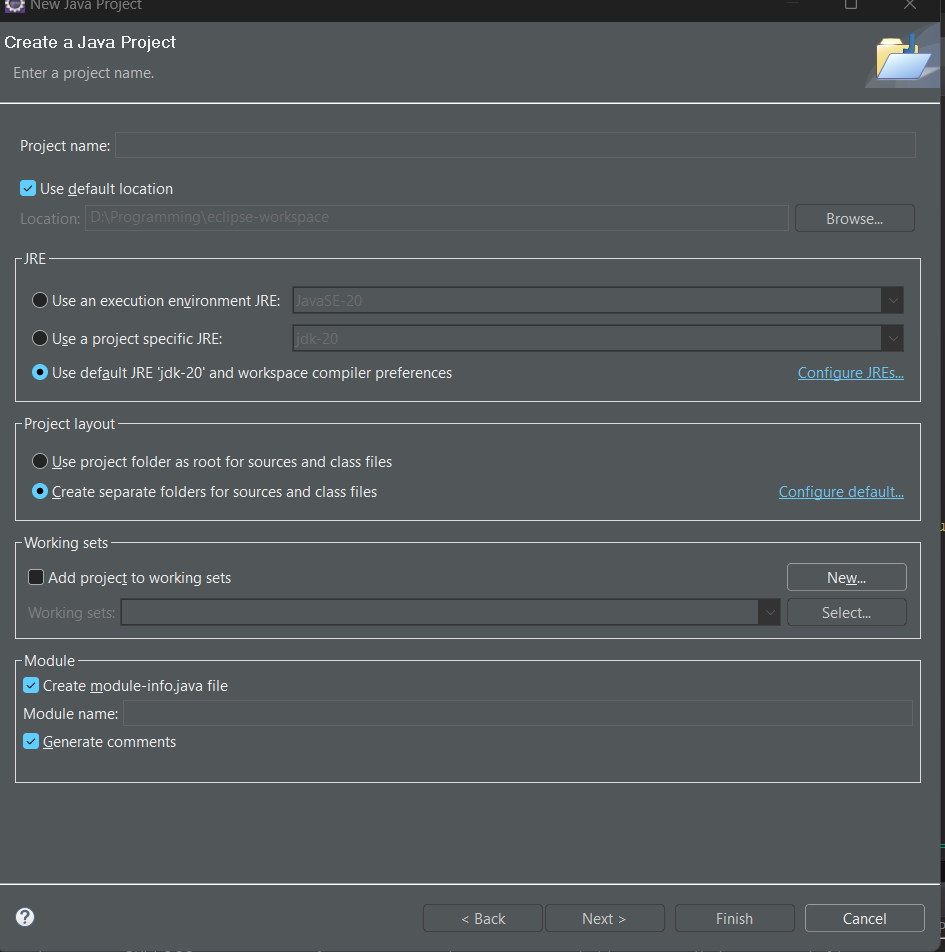 New Java Project
Create a Java Project
Enter a project name.
Project name:
Use default location
Location: D:\Programming\eclipse-workspace Browse...
JRE
Use an execution environment JRE: JavaSE-20
Use a project specific JRE: jdk-20
Use default JRE 'jdk-20' and workspace compiler preferences Configure JREs...
Project layout
Use project folder as root for sources and class files
Create separate folders for sources and class files Configure default...
Working sets
Add project to working sets New...
Working sets: Select...
Module
Create module-info.java file
Module name:
Generate comments
? < Back Next > Finish Cancel